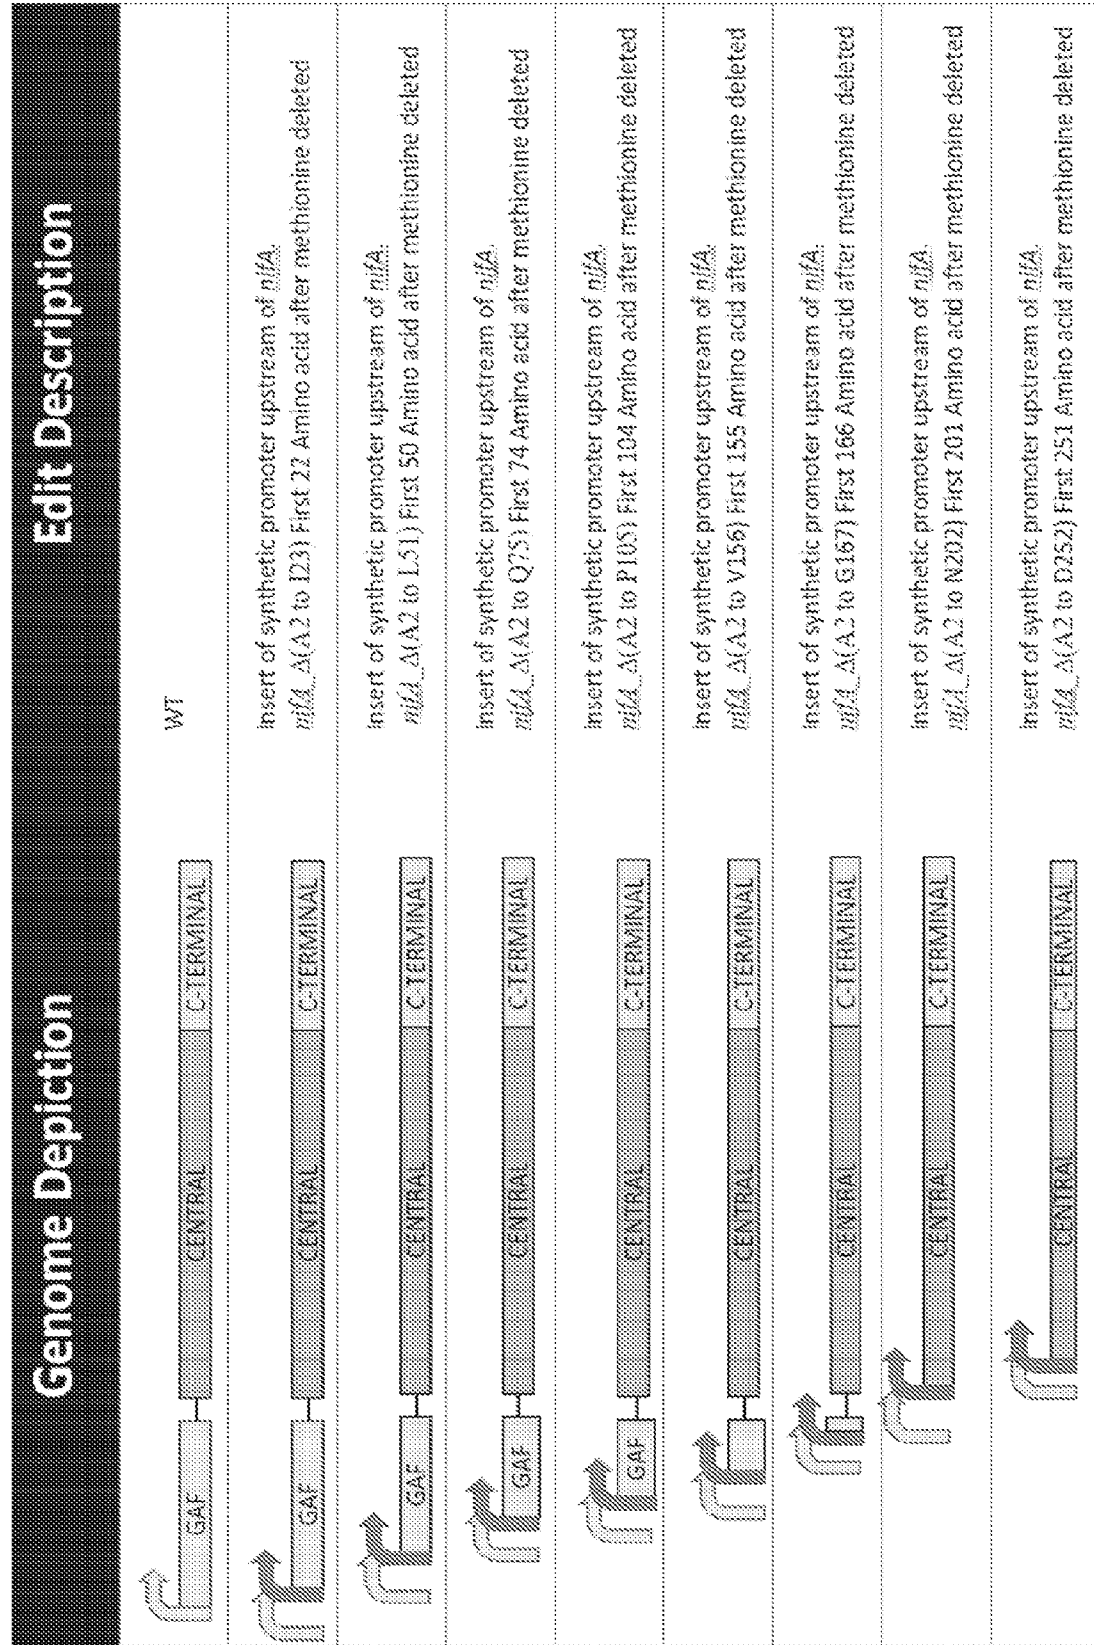 Genome Depiction Edit Description
GAF CENTRAL C-TERMINAL WT
GAF CENTRAL C-TERMINAL Insert of synthetic promoter upstream of nifA.
nifA_Δ(A2 to I23) First 22 Amino acid after methionine deleted
GAF CENTRAL C-TERMINAL Insert of synthetic promoter upstream of nifA.
nifA_Δ(A2 to L51) First 50 Amino acid after methionine deleted
GAF CENTRAL C-TERMINAL Insert of synthetic promoter upstream of nifA.
nifA_Δ(A2 to Q75) First 74 Amino acid after methionine deleted
GAF CENTRAL C-TERMINAL Insert of synthetic promoter upstream of nifA.
nifA_Δ(A2 to P105) First 104 Amino acid after methionine deleted
CENTRAL C-TERMINAL Insert of synthetic promoter upstream of nifA.
nifA_Δ(A2 to V156) First 155 Amino acid after methionine deleted
CENTRAL C-TERMINAL Insert of synthetic promoter upstream of nifA.
nifA_Δ(A2 to G167) First 166 Amino acid after methionine deleted
CENTRAL C-TERMINAL Insert of synthetic promoter upstream of nifA.
nifA_Δ(A2 to N202) First 201 Amino acid after methionine deleted
CENTRAL C-TERMINAL Insert of synthetic promoter upstream of nifA.
nifA_Δ(A2 to D252) First 251 Amino acid after methionine deleted